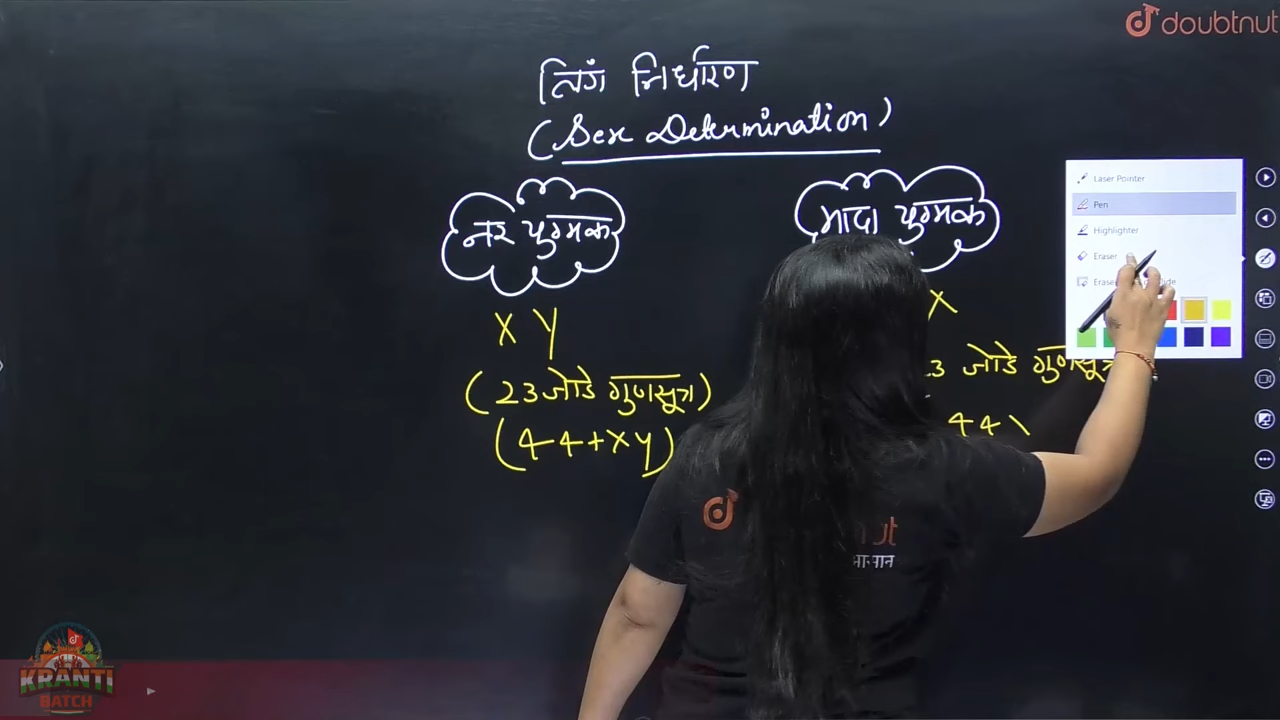 doubtnut
लिंग निर्धारण
(Sex Determination)
नर युग्मक
मादा युग्मक
X Y
X
(23 जोडे गुणसूत्र)
3 जोडे गुणसूत्र
(44+XY)
44
Laser Pointer
Pen
Highlighter
Eraser
KRANTI
BATCH